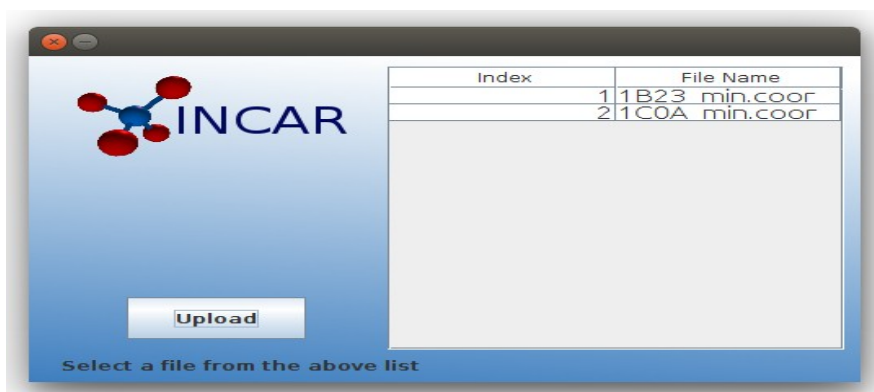 INCAR
Index File Name
1 1B23_min.coor
2 1C0A_min.coor
Upload
Select a file from the above list